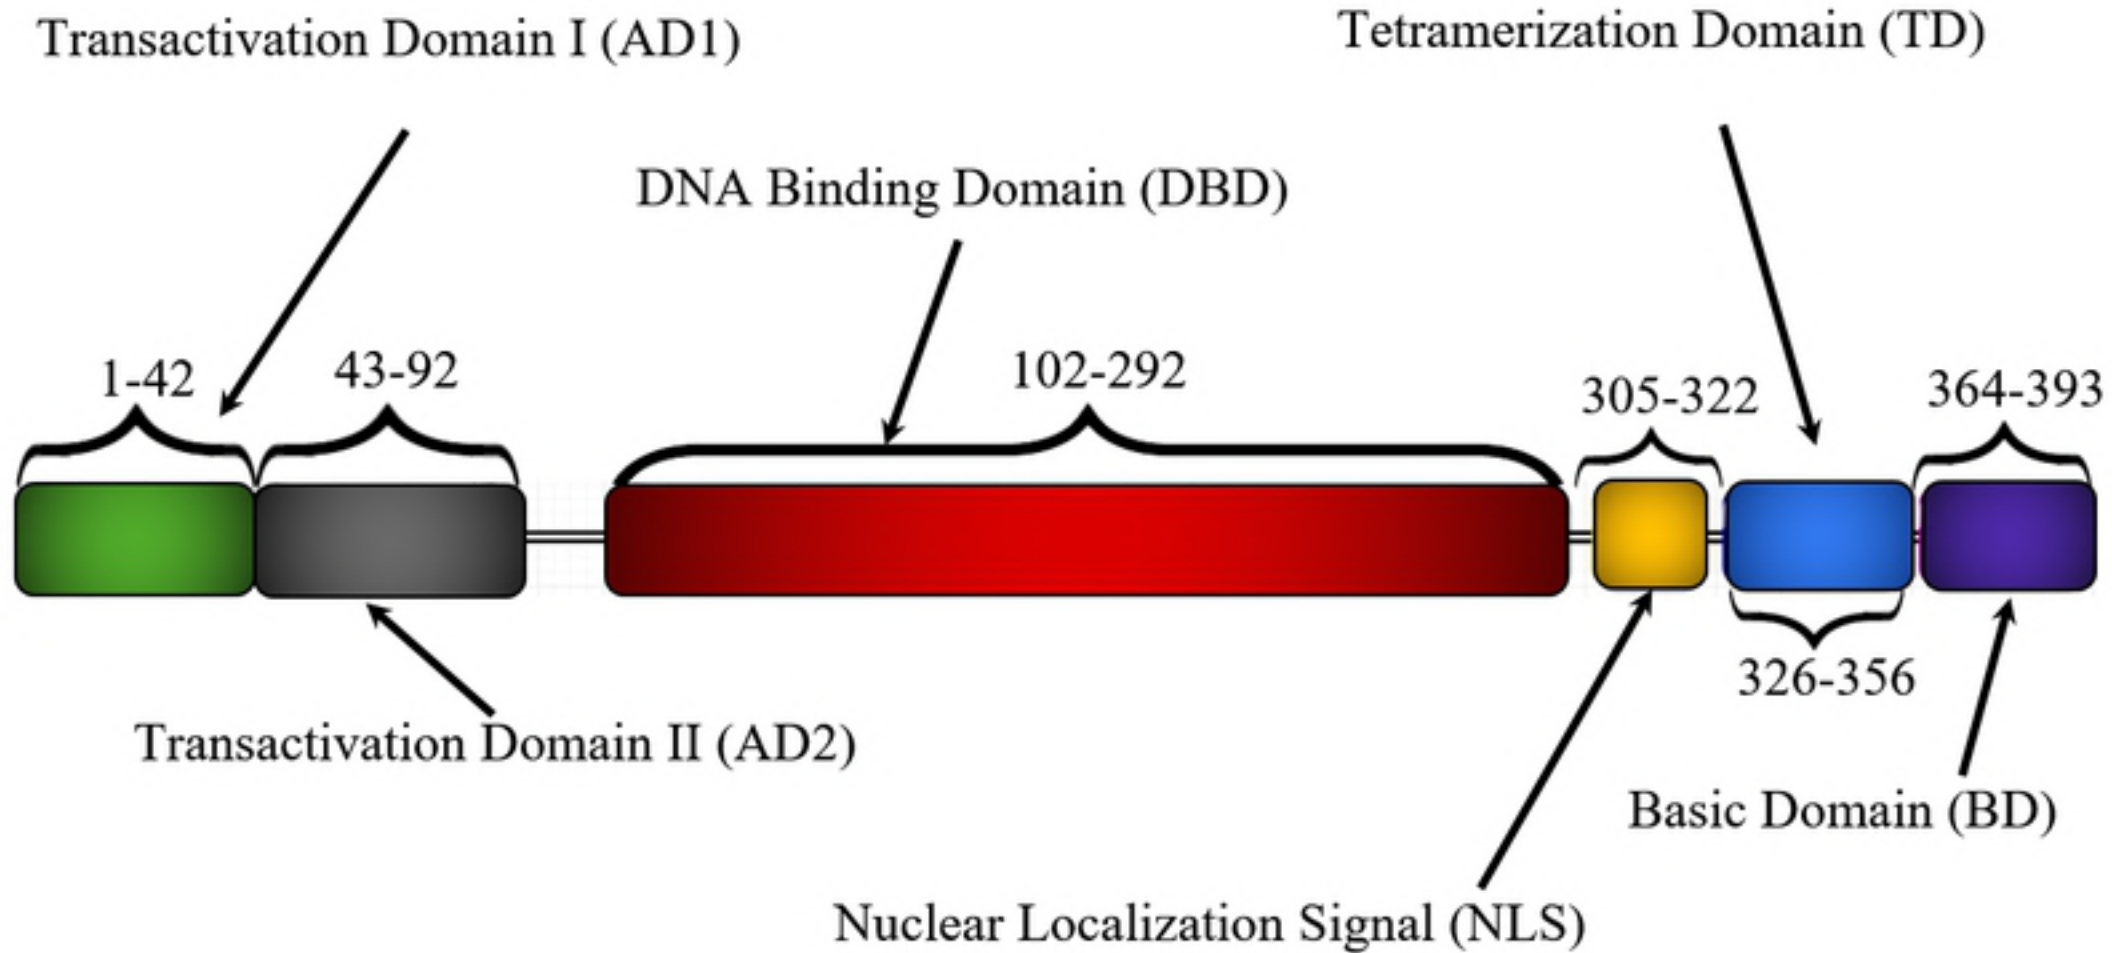 Transactivation Domain I (AD1)
Tetramerization Domain (TD)
DNA Binding Domain (DBD)
1-42
43-92
102-292
305-322
364-393
326-356
Transactivation Domain II (AD2)
Basic Domain (BD)
Nuclear Localization Signal (NLS)